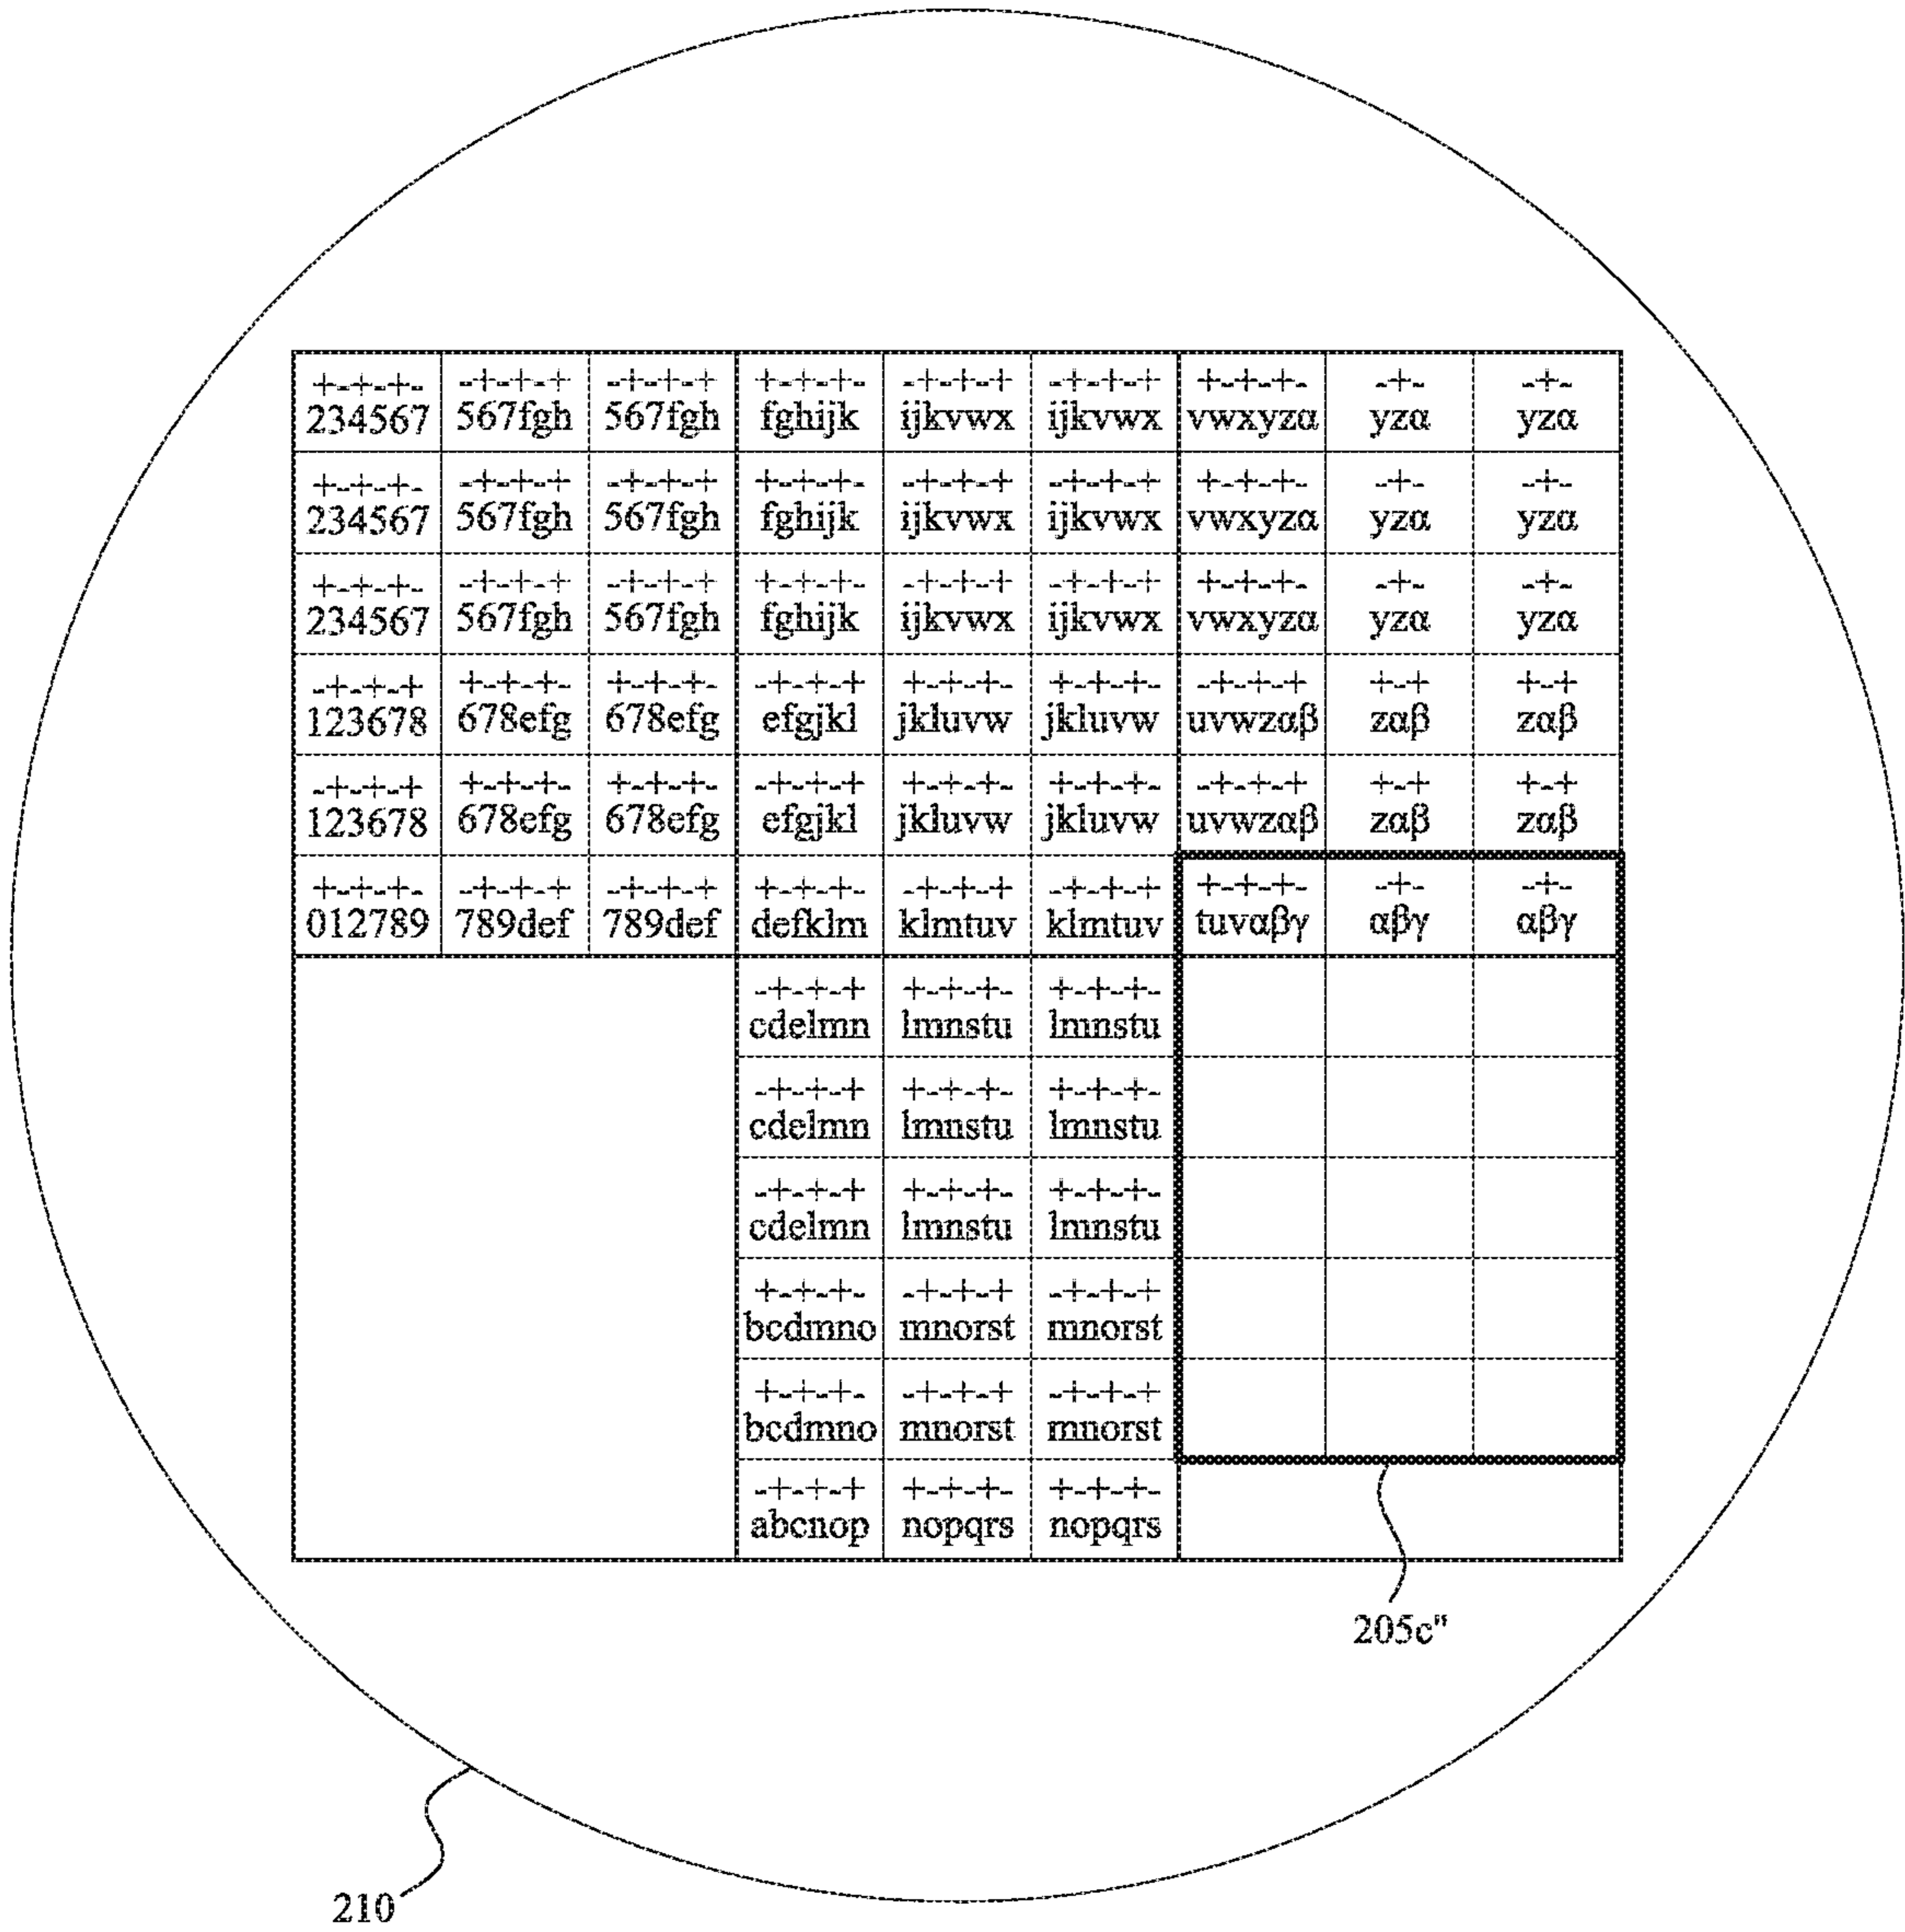 +-+-+- -+-+-+ -+-+-+ +-+-+- -+-+-+ -+-+-+ +-+-+- -+- -+-
234567 567fgh 567fgh fghijk ijkvwx ijkvwx vwxyzα yzα yzα
+-+-+- -+-+-+ -+-+-+ +-+-+- -+-+-+ -+-+-+ +-+-+- -+- -+-
234567 567fgh 567fgh fghijk ijkvwx ijkvwx vwxyzα yzα yzα
+-+-+- -+-+-+ -+-+-+ +-+-+- -+-+-+ -+-+-+ +-+-+- -+- -+-
234567 567fgh 567fgh fghijk ijkvwx ijkvwx vwxyzα yzα yzα
-+-+-+ +-+-+- +-+-+- -+-+-+ +-+-+- +-+-+- -+-+-+ +-+ +-+
123678 678efg 678efg efgjkl jkluvw jkluvw uvwzαβ zαβ zαβ
-+-+-+ +-+-+- +-+-+- -+-+-+ +-+-+- +-+-+- -+-+-+ +-+ +-+
123678 678efg 678efg efgjkl jkluvw jkluvw uvwzαβ zαβ zαβ
+-+-+- -+-+-+ -+-+-+ +-+-+- -+-+-+ -+-+-+ +-+-+- -+- -+-
012789 789def 789def defklm klmtuv klmtuv tuvαβγ αβγ αβγ
-+-+-+ +-+-+- +-+-+-
cdelmn lmnstu lmnstu
-+-+-+ +-+-+- +-+-+-
cdelmn lmnstu lmnstu
-+-+-+ +-+-+- +-+-+-
cdelmn lmnstu lmnstu
+-+-+- -+-+-+ -+-+-+
bcdmno mnorst mnorst
+-+-+- -+-+-+ -+-+-+
bcdmno mnorst mnorst
-+-+-+ +-+-+- +-+-+-
abcnop nopqrs nopqrs
205c"
210